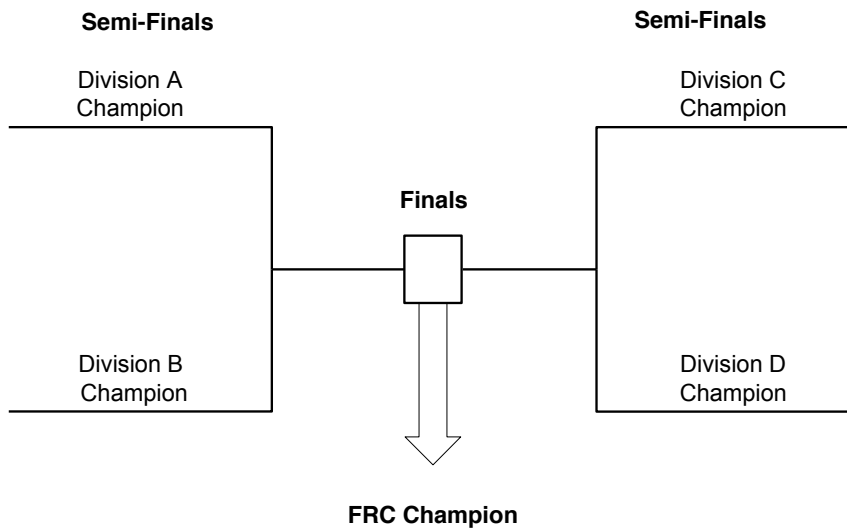 Semi-Finals
Semi-Finals
Division A
Champion
Division C
Champion
Finals
Division B
Champion
Division D
Champion
FRC Champion